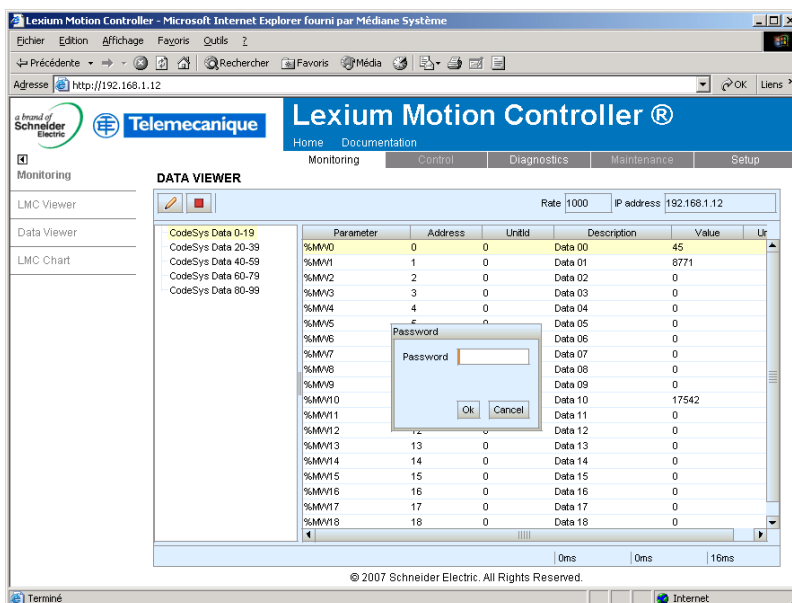 Lexium Motion Controller - Microsoft Internet Explorer fourni par Médiane Système
Fichier Edition Affichage Favoris Outils ?
Précédente Rechercher Favoris Média
Adresse http://192.168.1.12 OK Liens
a brand of
Schneider
Electric
Telemecanique
Lexium Motion Controller ®
Home Documentation
Monitoring Control Diagnostics Maintenance Setup
Monitoring
DATA VIEWER
LMC Viewer
Data Viewer
LMC Chart
Rate 1000 IP address 192.168.1.12
CodeSys Data 0-19
CodeSys Data 20-39
CodeSys Data 40-59
CodeSys Data 60-79
CodeSys Data 80-99
Parameter Address UnitId Description Value Ur
%MW0 0 0 Data 00 45
%MW1 1 0 Data 01 8771
%MW2 2 0 Data 02 0
%MW3 3 0 Data 03 0
%MW4 4 0 Data 04 0
%MW5 Data 05 0
%MW6 Data 06 0
%MW7 Data 07 0
%MW8 Data 08 0
%MW9 Data 09 0
%MW10 Data 10 17542
%MW11 Data 11 0
%MW12 Data 12 0
%MW13 13 0 Data 13 0
%MW14 14 0 Data 14 0
%MW15 15 0 Data 15 0
%MW16 16 0 Data 16 0
%MW17 17 0 Data 17 0
%MW18 18 0 Data 18 0
Password
Password
Ok Cancel
0ms 0ms 16ms
© 2007 Schneider Electric. All Rights Reserved.
Terminé Internet